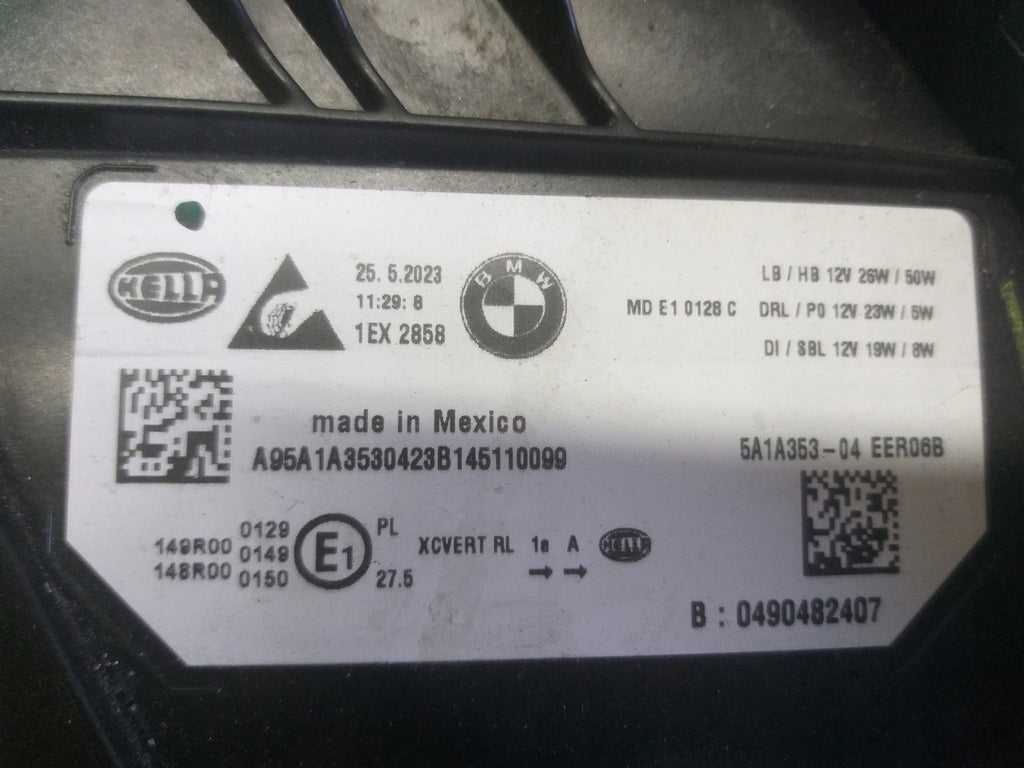 HELLA
25. 5.2023
11:29: 8
1EX 2858
BMW
MD E1 0128 C
LB / HB 12V 26W / 50W
DRL / PO 12V 23W / 5W
DI / SBL 12V 19W / 8W
made in Mexico
A95A1A3530423B145110099
5A1A353-04 EER06B
0129
149R00 0149
148R00 0150
E1
PL
27.5
XCVERT RL 1a A
→ →
HELLA
B : 0490482407